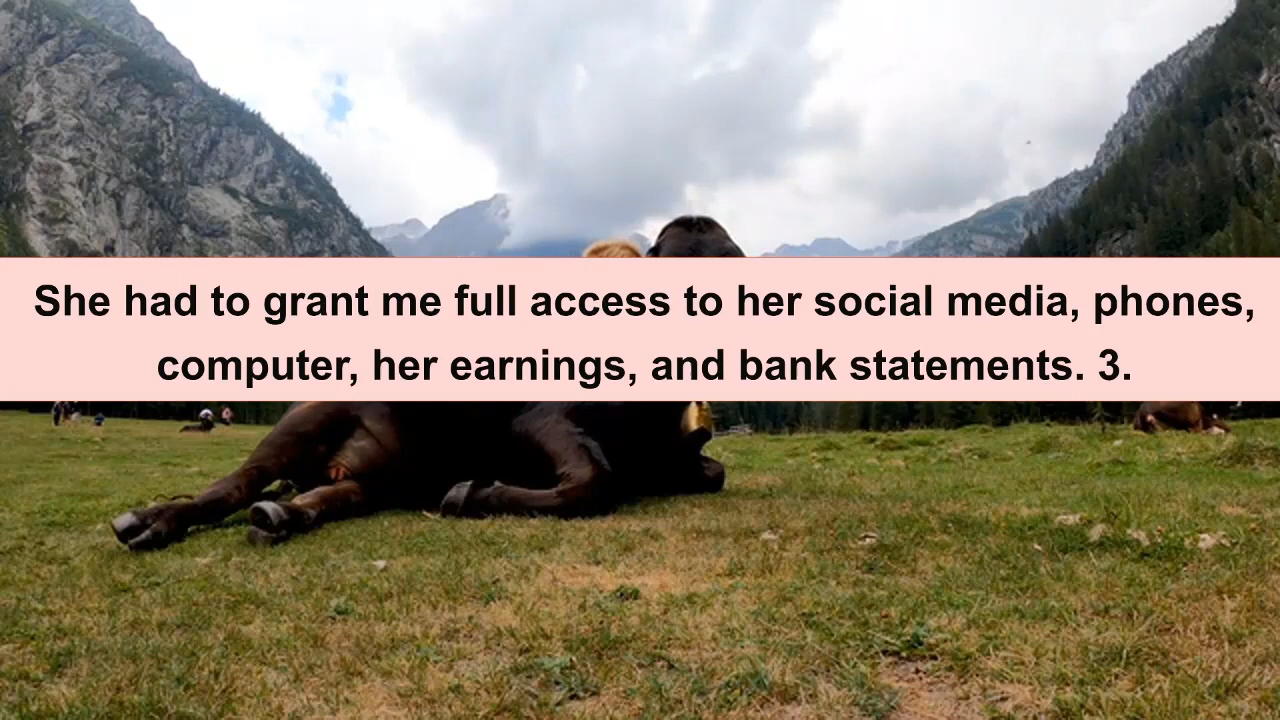 She had to grant me full access to her social media, phones,
computer, her earnings, and bank statements. 3.